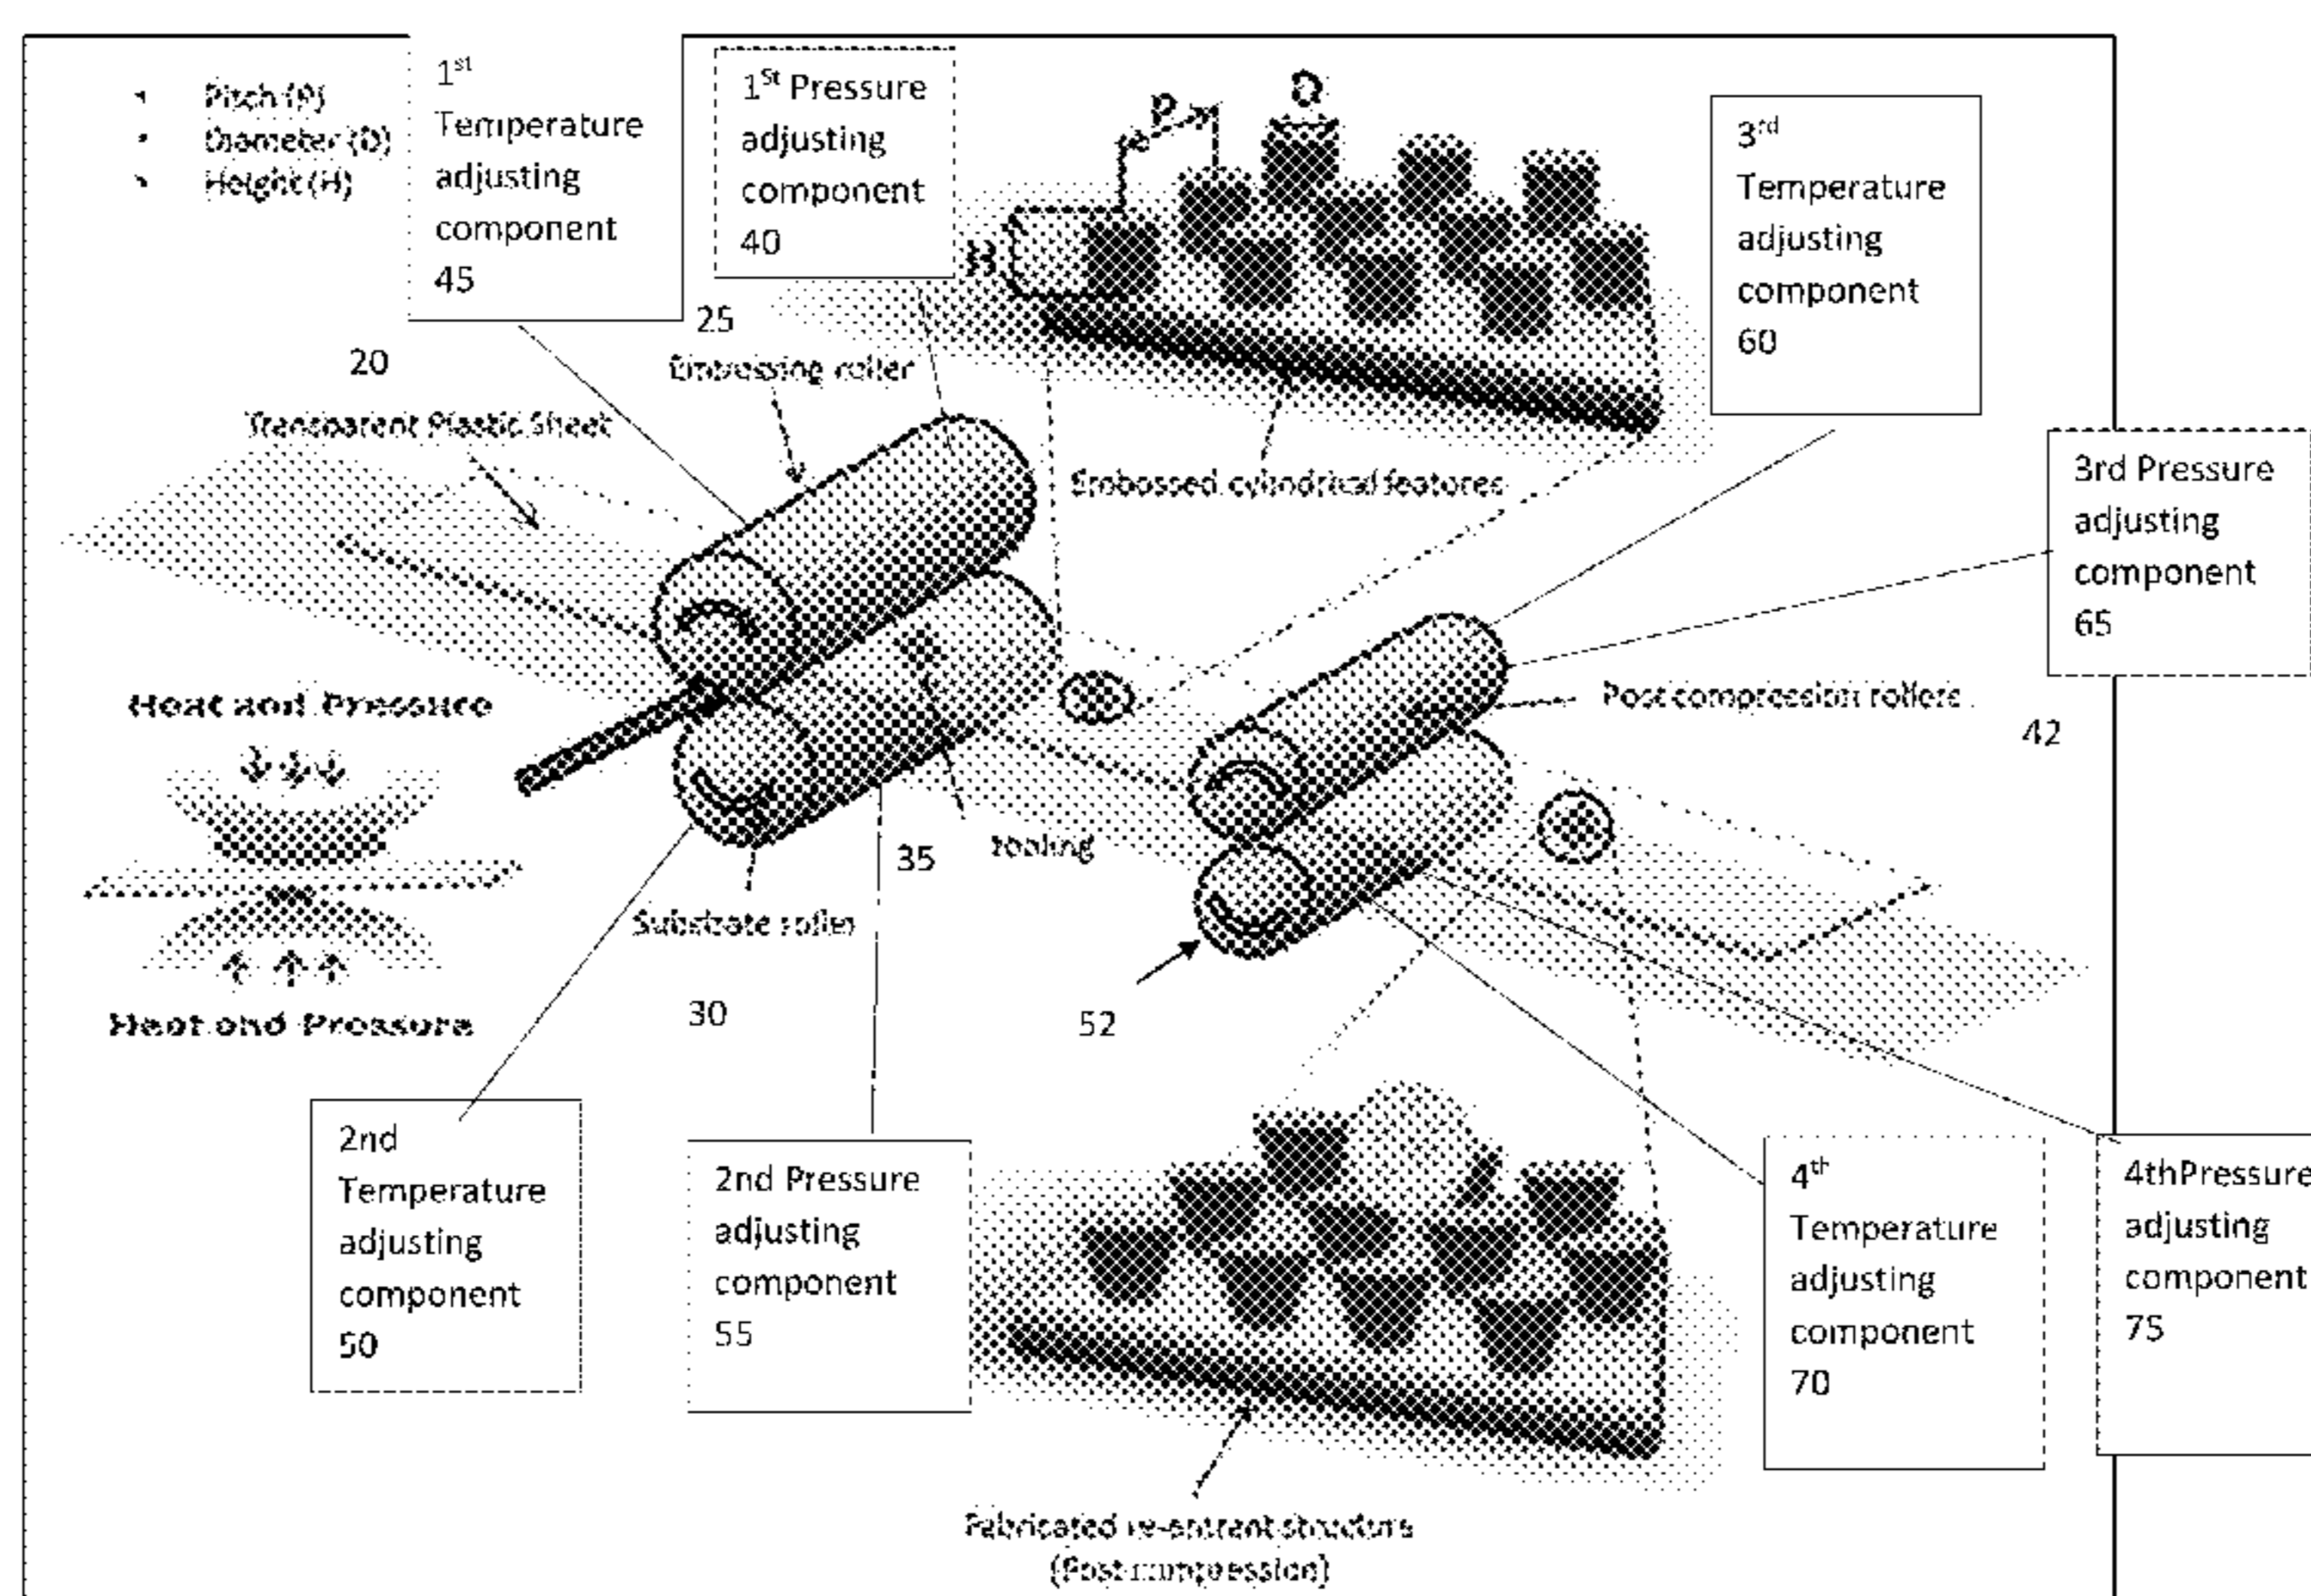 Pitch (P)
Diameter (D)
Height (H)
1st
Temperature
adjusting
component
45
1St Pressure
adjusting
component
40
P
D
H
3rd
Temperature
adjusting
component
60
20
25
Embossing roller
Transparent Plastic Sheet
Embossed cylindrical features
3rd Pressure
adjusting
component
65
Heat and Pressure
Post compression rollers
42
35
tooling
Substrate roller
Heat and Pressure
30
52
2nd
Temperature
adjusting
component
50
2nd Pressure
adjusting
component
55
4th
Temperature
adjusting
component
70
4thPressure
adjusting
component
75
Fabricated re-entrant structure
(Post compression)